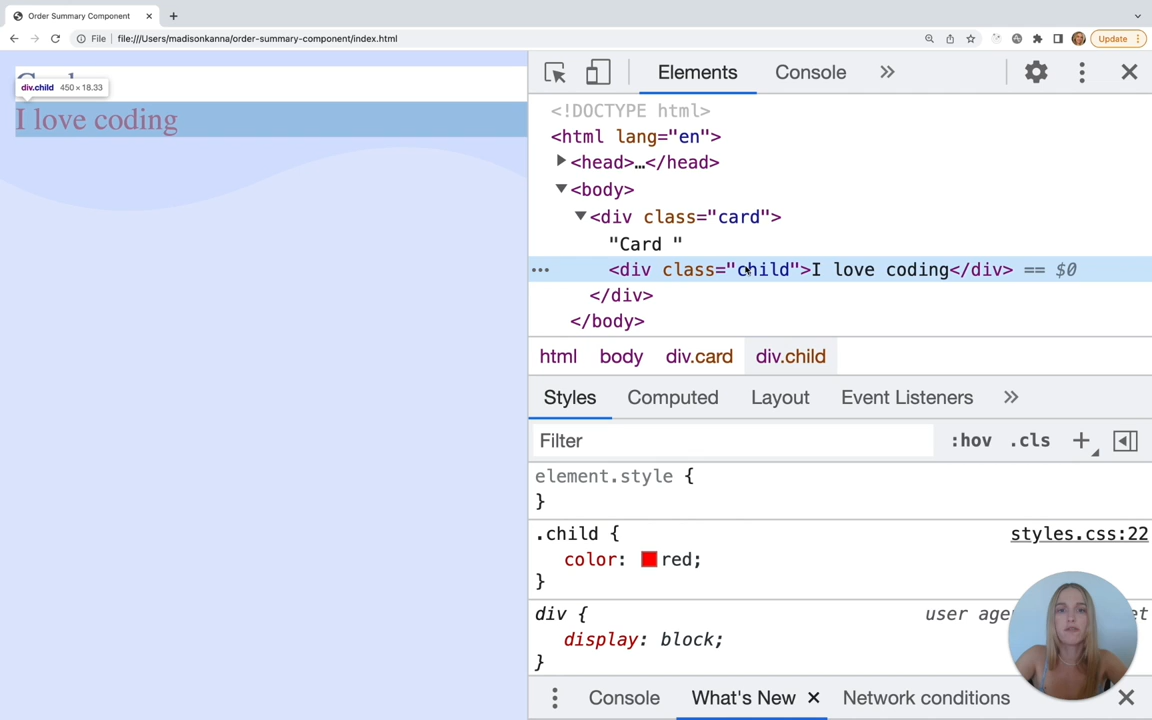 Order Summary Component
File file:///Users/madisonkanna/order-summary-component/index.html
Update
div.child 450 × 18.33
I love coding
Elements Console
<!DOCTYPE html>
<html lang="en">
<head>…</head>
<body>
<div class="card">
"Card "
<div class="child">I love coding</div> == $0
</div>
</body>
html body div.card div.child
Styles Computed Layout Event Listeners
Filter :hov .cls
element.style {
}
.child { styles.css:22
color: red;
}
div { user age
display: block;
}
Console What's New Network conditions